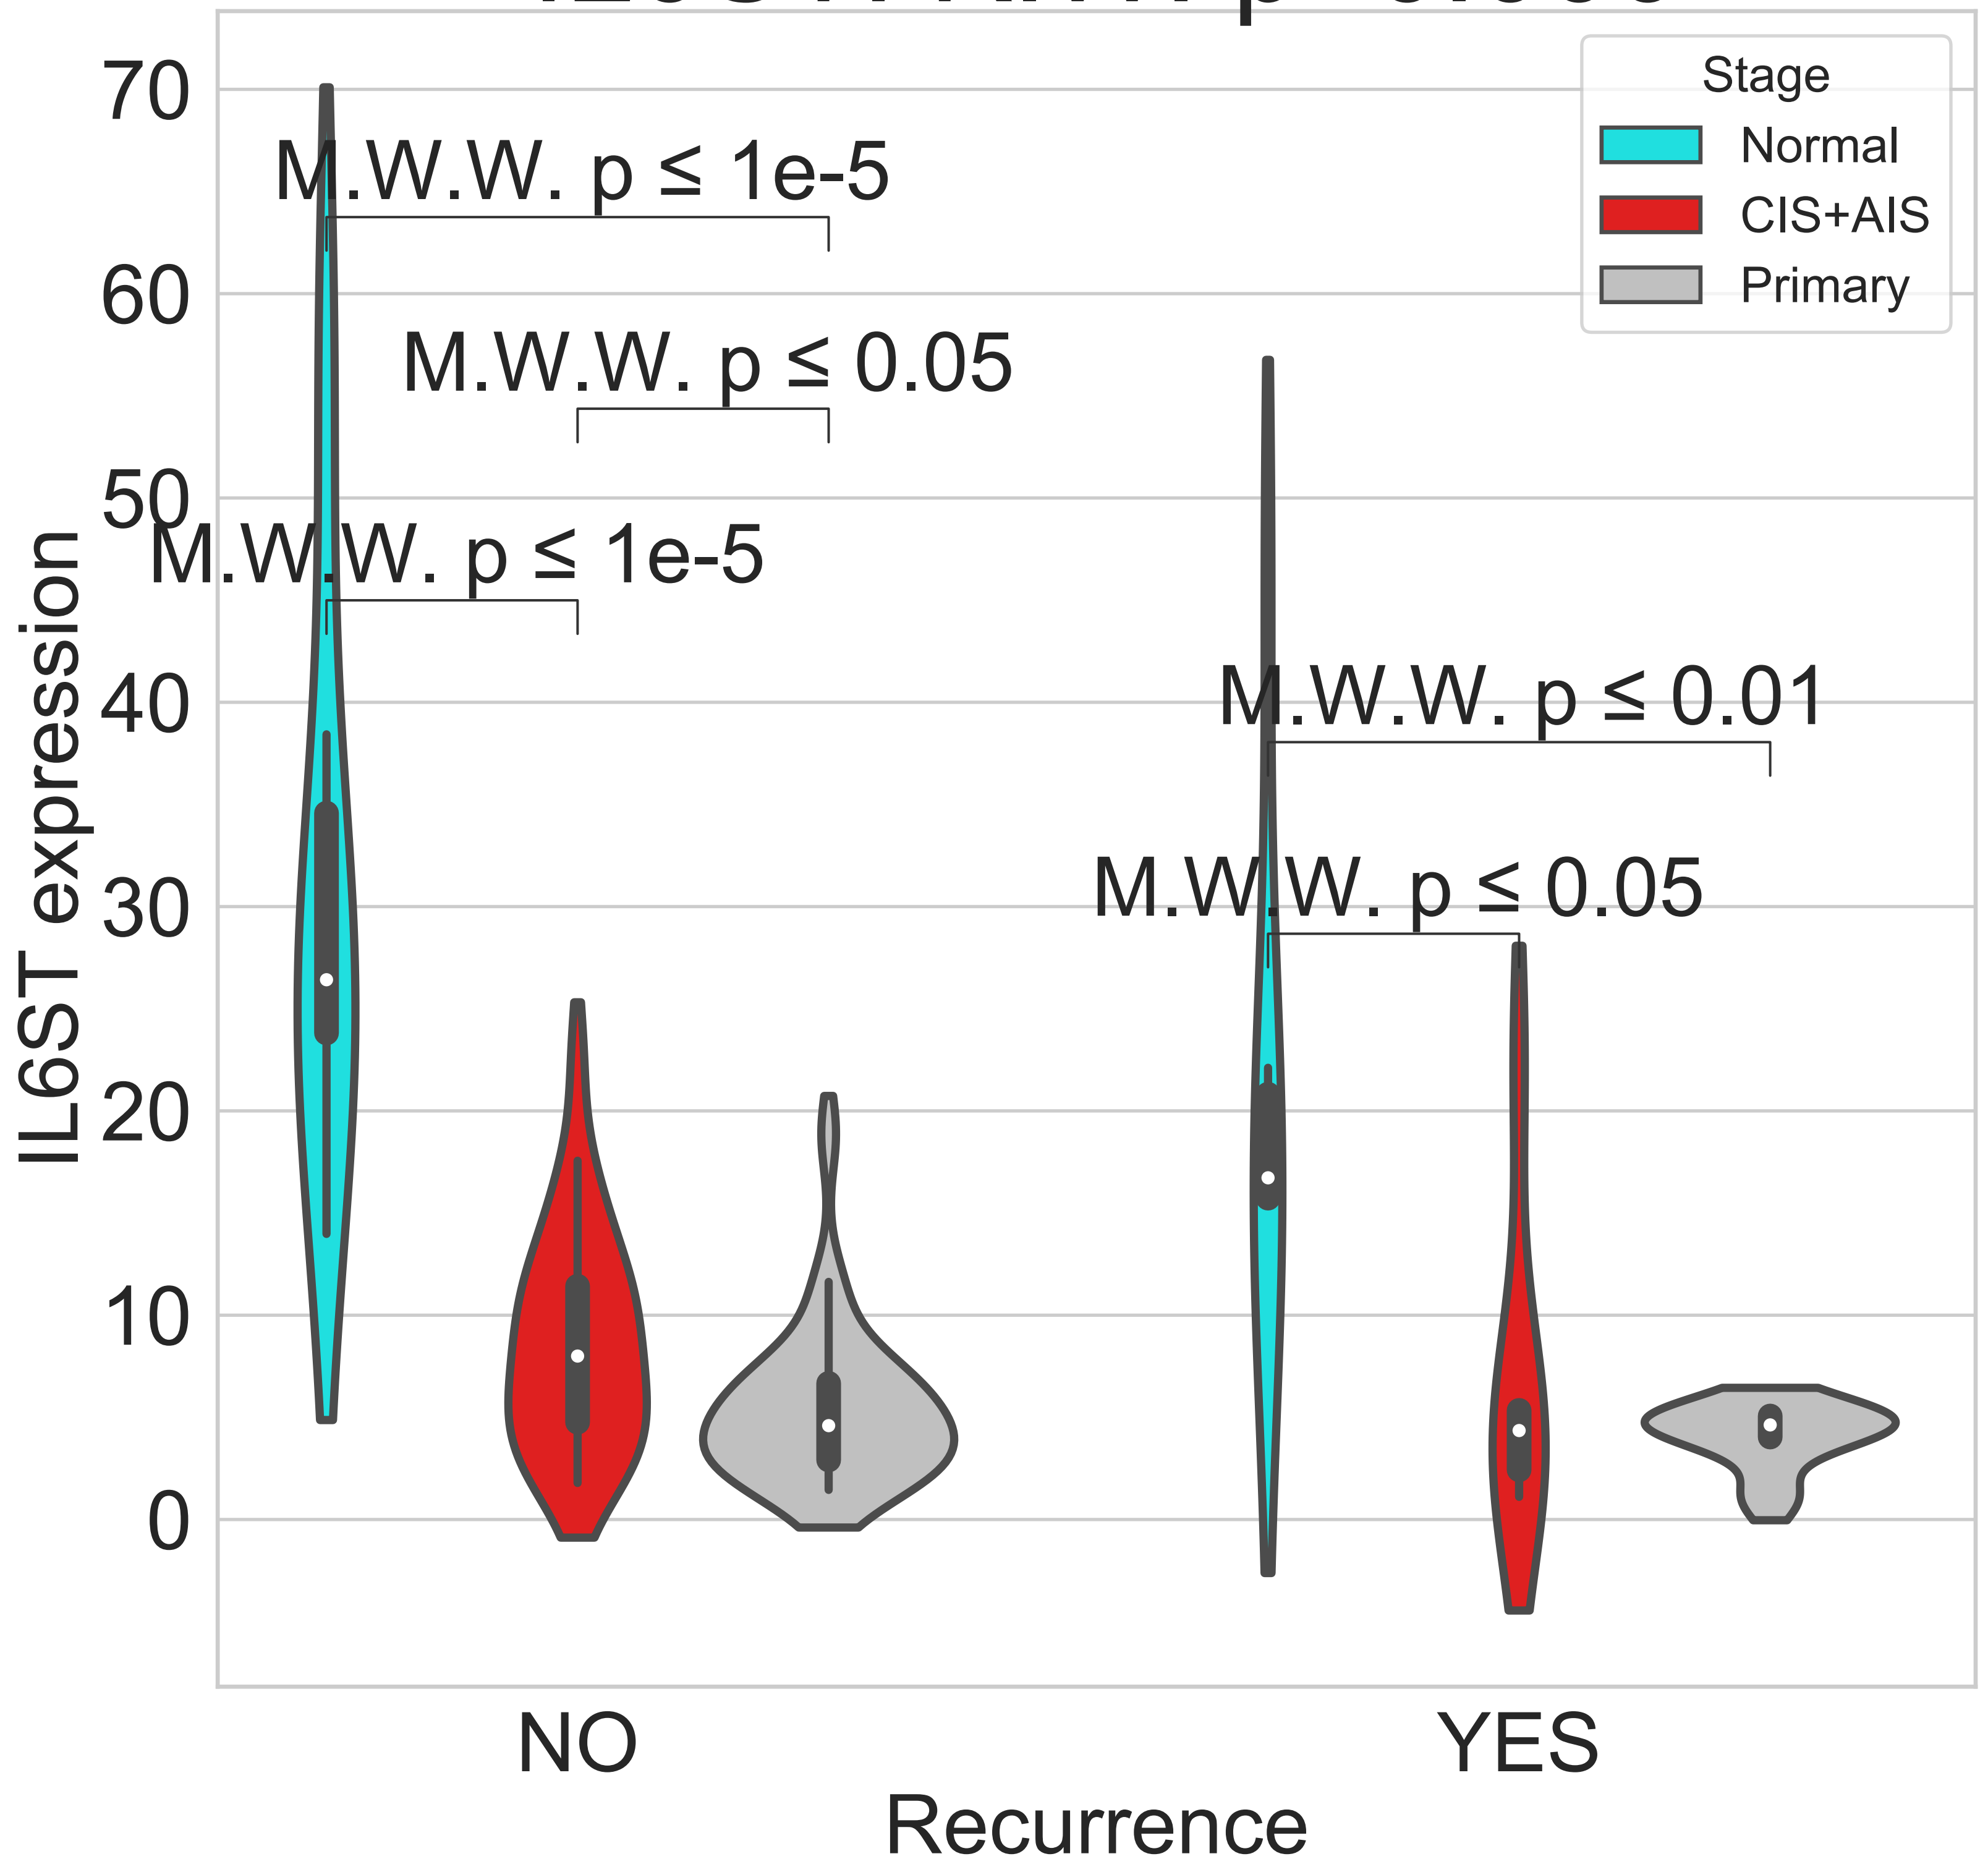 Stage
Normal
CIS+AIS
Primary
70
60
50
40
30
20
10
0
IL6ST expression
M.W.W. p ≤ 1e-5
M.W.W. p ≤ 0.05
M.W.W. p ≤ 1e-5
M.W.W. p ≤ 0.01
M.W.W. p ≤ 0.05
NO
YES
Recurrence